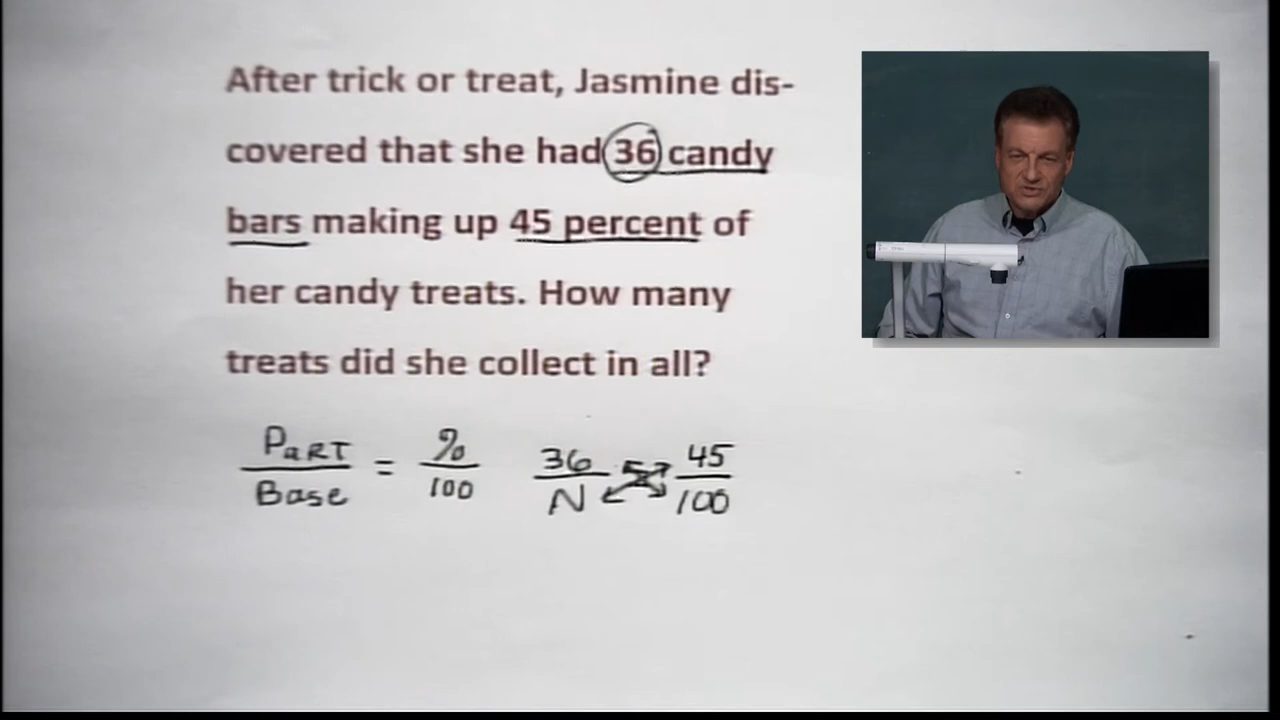 After trick or treat, Jasmine dis-
covered that she had 36 candy
bars making up 45 percent of
her candy treats. How many
treats did she collect in all?
PaRT % 36 45
= 
Base 100 N 100